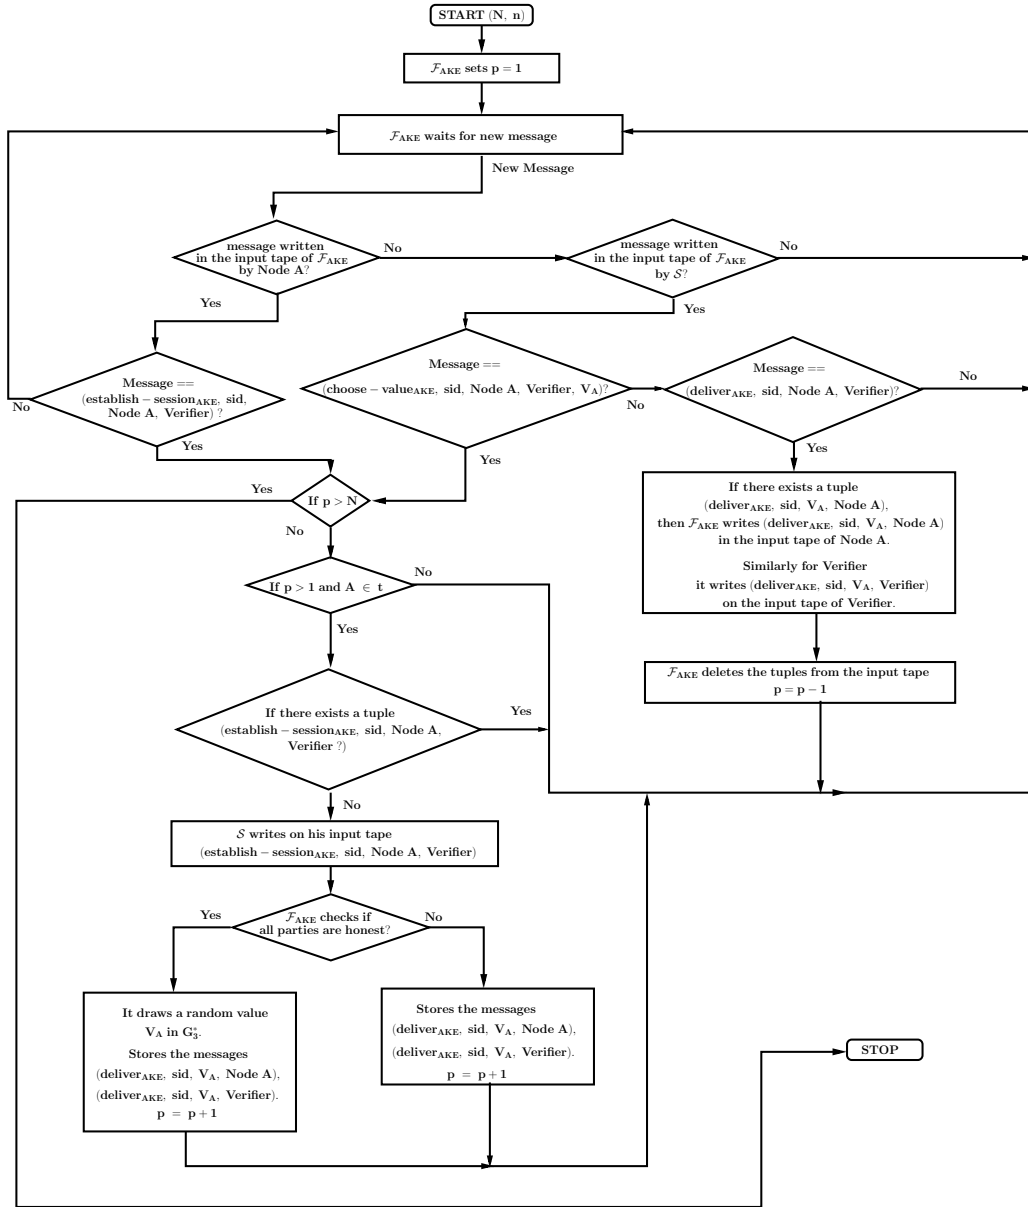 START (N, n)
𝓕_AKE sets p = 1
𝓕_AKE waits for new message
New Message
message written
in the input tape of 𝓕_AKE
by Node A?
No
message written
in the input tape of 𝓕_AKE
by 𝓢?
No
Yes
Yes
Message ==
(establish − session_AKE, sid,
Node A, Verifier) ?
No
Yes
Message ==
(choose − value_AKE, sid, Node A, Verifier, V_A)?
No
Yes
Message ==
(deliver_AKE, sid, Node A, Verifier)?
No
Yes
If p > N
Yes
No
If there exists a tuple
(deliver_AKE, sid, V_A, Node A),
then 𝓕_AKE writes (deliver_AKE, sid, V_A, Node A)
in the input tape of Node A.
Similarly for Verifier
it writes (deliver_AKE, sid, V_A, Verifier)
on the input tape of Verifier.
If p > 1 and A ∈ t
No
Yes
𝓕_AKE deletes the tuples from the input tape
p = p − 1
If there exists a tuple
(establish − session_AKE, sid, Node A,
Verifier ?)
Yes
No
𝓢 writes on his input tape
(establish − session_AKE, sid, Node A, Verifier)
𝓕_AKE checks if
all parties are honest?
Yes
No
It draws a random value
V_A in G*_3.
Stores the messages
(deliver_AKE, sid, V_A, Node A),
(deliver_AKE, sid, V_A, Verifier).
p = p + 1
Stores the messages
(deliver_AKE, sid, V_A, Node A),
(deliver_AKE, sid, V_A, Verifier).
p = p + 1
STOP